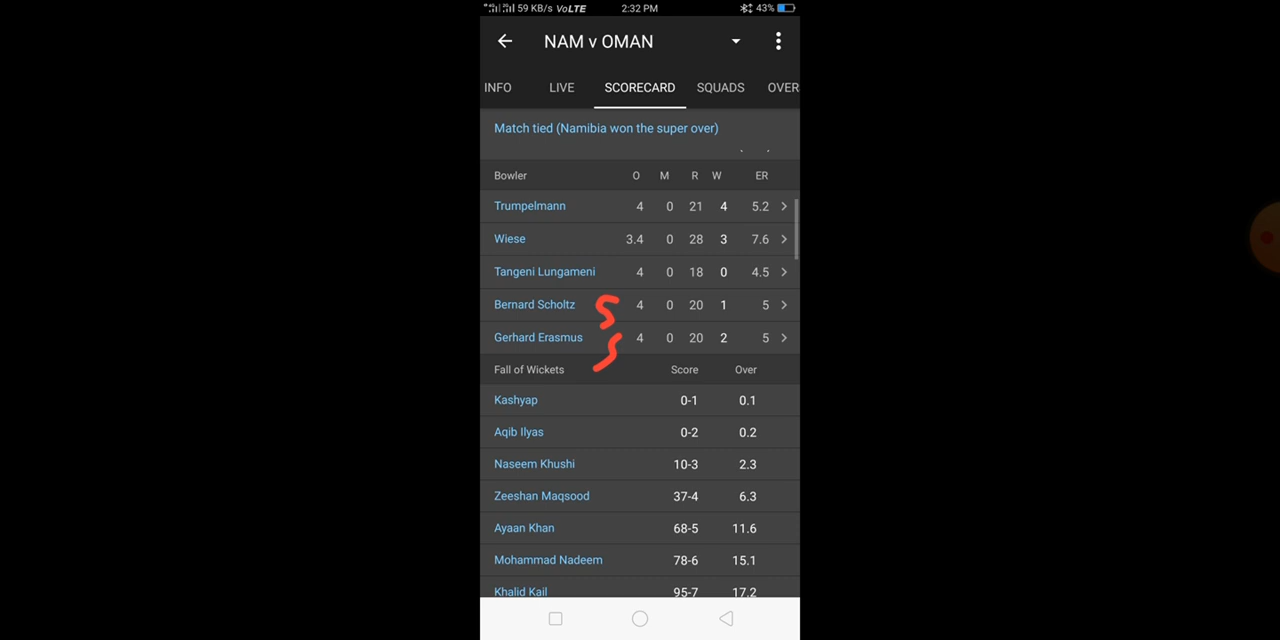 59 KB/s VoLTE 2:32 PM 43%
NAM v OMAN
INFO LIVE SCORECARD SQUADS OVER
Match tied (Namibia won the super over)
Bowler O M R W ER
Trumpelmann 4 0 21 4 5.2
Wiese 3.4 0 28 3 7.6
Tangeni Lungameni 4 0 18 0 4.5
Bernard Scholtz 4 0 20 1 5
Gerhard Erasmus 4 0 20 2 5
Fall of Wickets Score Over
Kashyap 0-1 0.1
Aqib Ilyas 0-2 0.2
Naseem Khushi 10-3 2.3
Zeeshan Maqsood 37-4 6.3
Ayaan Khan 68-5 11.6
Mohammad Nadeem 78-6 15.1
Khalid Kail 95-7 17.2